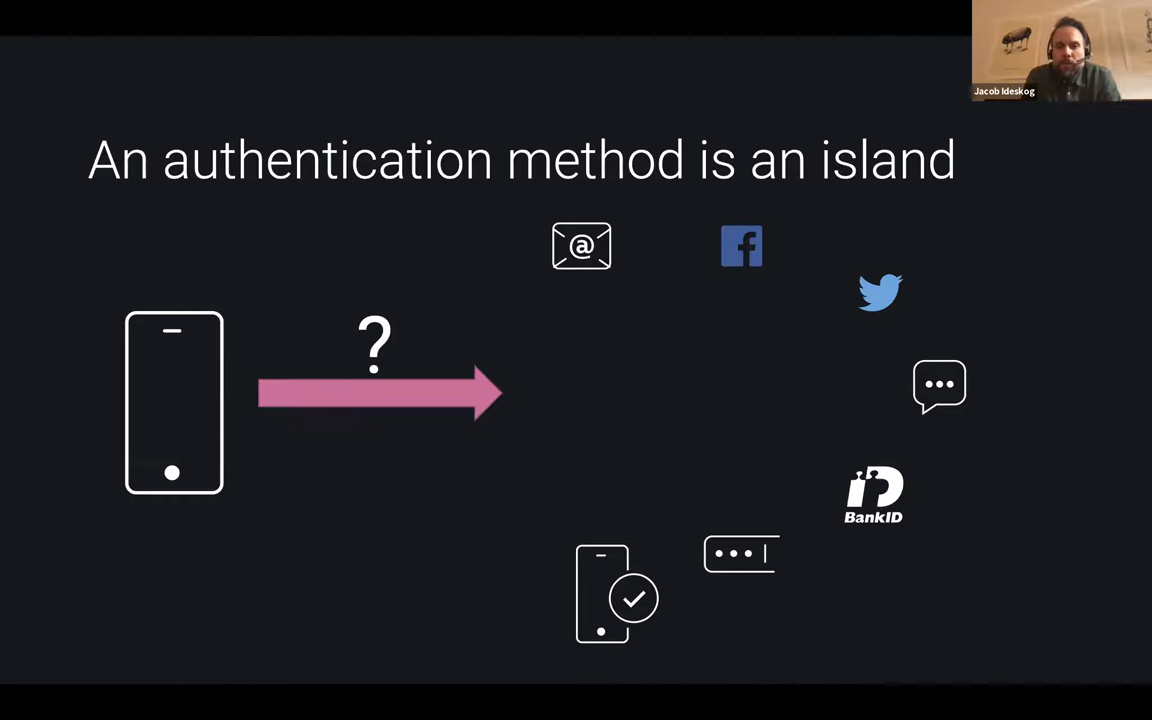 Jacob Ideskog
An authentication method is an island
@
f
?
BankID